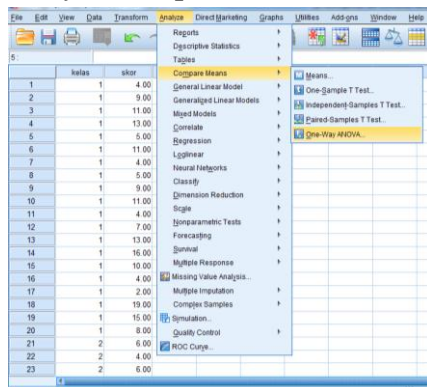 File Edit View Data Transform Analyze Direct Marketing Graphs Utilities Add-ons Window Help
5 :
Reports
Descriptive Statistics
Tables
Compare Means
General Linear Model
Generalized Linear Models
Mixed Models
Correlate
Regression
Loglinear
Neural Networks
Classify
Dimension Reduction
Scale
Nonparametric Tests
Forecasting
Survival
Multiple Response
Missing Value Analysis...
Multiple Imputation
Complex Samples
Simulation...
Quality Control
ROC Curve...
Means...
One-Sample T Test...
Independent-Samples T Test...
Paired-Samples T Test...
One-Way ANOVA...
kelas skor
1 1 4.00
2 1 9.00
3 1 11.00
4 1 13.00
5 1 5.00
6 1 11.00
7 1 4.00
8 1 5.00
9 1 9.00
10 1 11.00
11 1 4.00
12 1 7.00
13 1 13.00
14 1 16.00
15 1 10.00
16 1 4.00
17 1 2.00
18 1 19.00
19 1 15.00
20 1 8.00
21 2 6.00
22 2 4.00
23 2 6.00